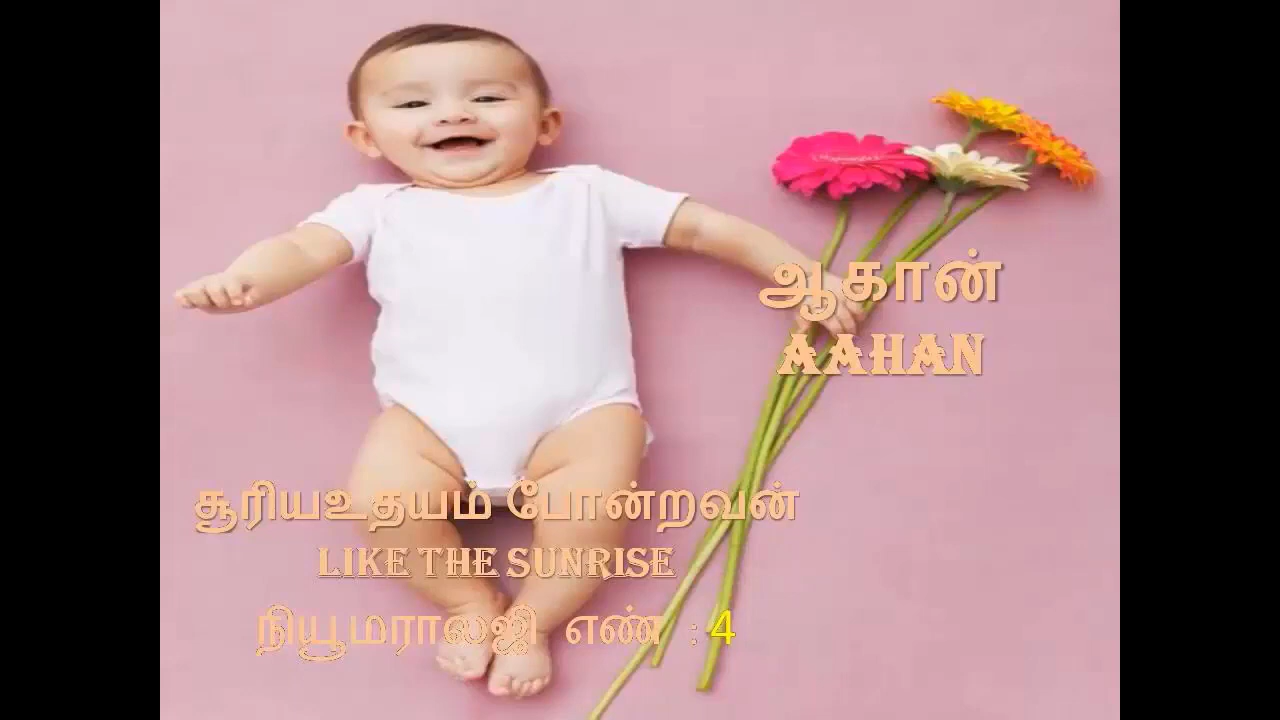 ஆகான்
AAHAN
சூரியஉதயம் போன்றவன்
LIKE THE SUNRISE
நியூமராலஜி எண் : 4